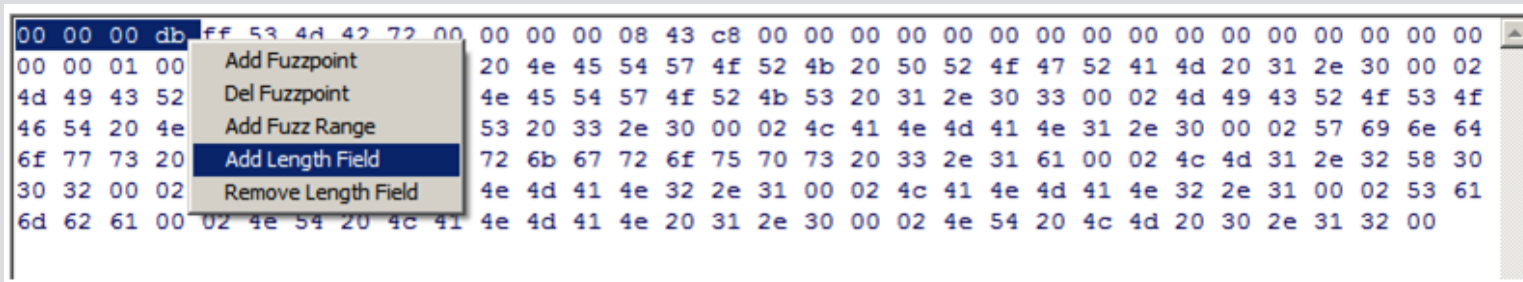 00 00 00 db ff 53 4d 42 72 00 00 00 00 00 08 43 c8 00 00 00 00 00 00 00 00 00 00 00 00 00 00 00
00 00 01 00 20 4e 45 54 57 4f 52 4b 20 50 52 4f 47 52 41 4d 20 31 2e 30 00 02
4d 49 43 52 4e 45 54 57 4f 52 4b 53 20 31 2e 30 33 00 02 4d 49 43 52 4f 53 4f
46 54 20 4e 53 20 33 2e 30 00 02 4c 41 4e 4d 41 4e 31 2e 30 00 02 57 69 6e 64
6f 77 73 20 72 6b 67 72 6f 75 70 73 20 33 2e 31 61 00 02 4c 4d 31 2e 32 58 30
30 32 00 02 4e 4d 41 4e 32 2e 31 00 02 4c 41 4e 4d 41 4e 32 2e 31 00 02 53 61
6d 62 61 00 02 4e 54 20 4c 41 4e 4d 41 4e 20 31 2e 30 00 02 4e 54 20 4c 4d 20 30 2e 31 32 00
Add Fuzzpoint
Del Fuzzpoint
Add Fuzz Range
Add Length Field
Remove Length Field